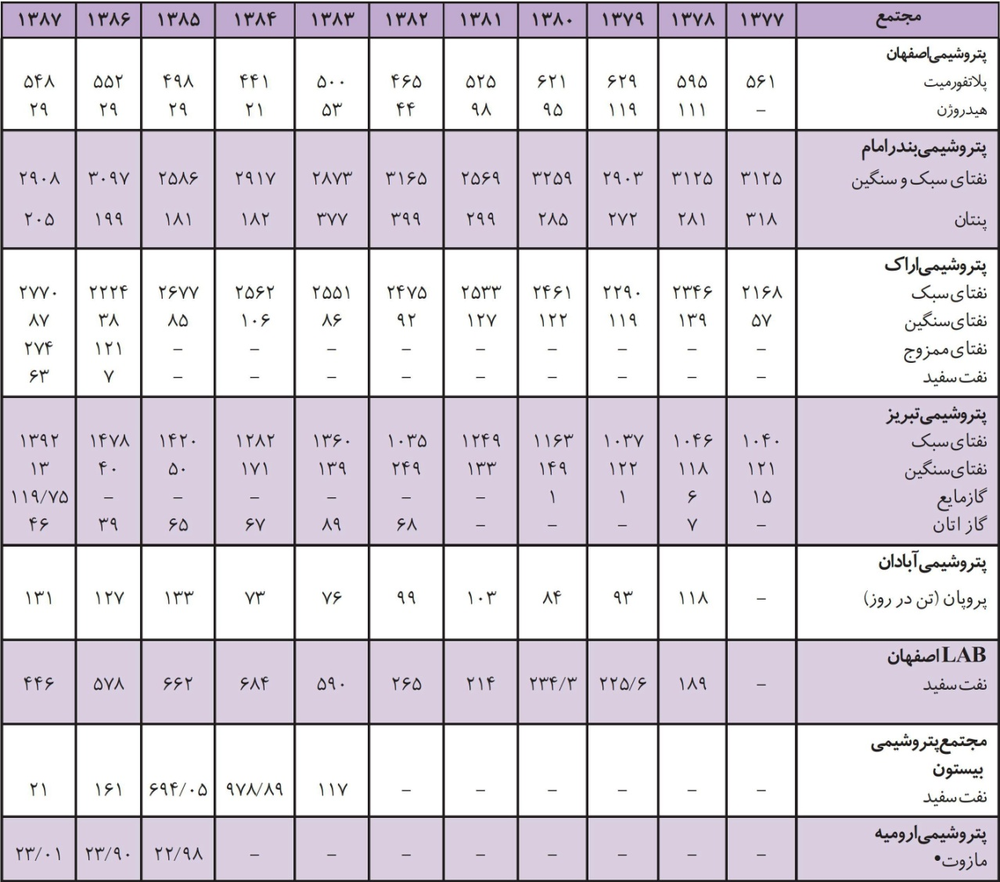 مجتمع ۱۳۷۷ ۱۳۷۸ ۱۳۷۹ ۱۳۸۰ ۱۳۸۱ ۱۳۸۲ ۱۳۸۳ ۱۳۸۴ ۱۳۸۵ ۱۳۸۶ ۱۳۸۷
پتروشیمی‌اصفهان
پلاتفورمیت ۵۶۱ ۵۹۵ ۶۲۹ ۶۲۱ ۵۲۵ ۴۶۵ ۵۰۰ ۴۴۱ ۴۹۸ ۵۵۲ ۵۴۸
هیدروژن – ۱۱۱ ۱۱۹ ۹۵ ۹۸ ۴۴ ۵۳ ۲۱ ۲۹ ۲۹ ۲۹
پتروشیمی‌بندرامام
نفتای سبک و سنگین ۳۱۲۵ ۳۱۲۵ ۲۹۰۳ ۳۲۵۹ ۲۵۶۹ ۳۱۶۵ ۲۸۷۳ ۲۹۱۷ ۲۵۸۶ ۳۰۹۷ ۲۹۰۸
پنتان ۳۱۸ ۲۸۱ ۲۷۲ ۲۸۵ ۲۹۹ ۳۹۹ ۳۷۷ ۱۸۲ ۱۸۱ ۱۹۹ ۲۰۵
پتروشیمی‌اراک
نفتای سبک ۲۱۶۸ ۲۳۴۶ ۲۲۹۰ ۲۴۶۱ ۲۵۳۳ ۲۴۷۵ ۲۵۵۱ ۲۵۶۲ ۲۶۷۷ ۲۲۲۴ ۲۷۷۰
نفتای‌سنگین ۵۷ ۱۳۹ ۱۱۹ ۱۲۲ ۱۲۷ ۹۲ ۸۶ ۱۰۶ ۸۵ ۳۸ ۸۷
نفتای ممزوج – – – – – – – – – ۱۲۱ ۲۷۴
نفت سفید – – – – – – – – – ۷ ۶۳
پتروشیمی‌تبریز
نفتای سبک ۱۰۴۰ ۱۰۴۶ ۱۰۳۷ ۱۱۶۳ ۱۲۴۹ ۱۰۳۵ ۱۳۶۰ ۱۲۸۲ ۱۴۲۰ ۱۴۷۸ ۱۳۹۲
نفتای‌سنگین ۱۲۱ ۱۱۸ ۱۲۲ ۱۴۹ ۱۳۳ ۲۴۹ ۱۳۹ ۱۷۱ ۵۰ ۴۰ ۱۳
گازمایع ۱۵ ۶ ۱ ۱ – – – – – – ۱۱۹/۷۵
گاز اتان – ۷ – – – ۶۸ ۸۹ ۶۷ ۶۵ ۳۹ ۴۶
پتروشیمی‌آبادان
پروپان (تن در روز) – ۱۱۸ ۹۳ ۸۴ ۱۰۳ ۹۹ ۷۶ ۷۳ ۱۳۳ ۱۲۷ ۱۳۱
LAB اصفهان
نفت سفید – ۱۸۹ ۲۲۵/۶ ۲۳۴/۳ ۲۱۴ ۲۶۵ ۵۹۰ ۶۸۴ ۶۶۲ ۵۷۸ ۴۴۶
مجتمع‌پتروشیمی
بیستون
نفت سفید – – – – – – ۱۱۷ ۹۷۸/۸۹ ۶۹۴/۰۵ ۱۶۱ ۲۱
پتروشیمی‌ارومیه
مازوت• – – – – – – – – ۲۲/۹۸ ۲۳/۹۰ ۲۳/۰۱